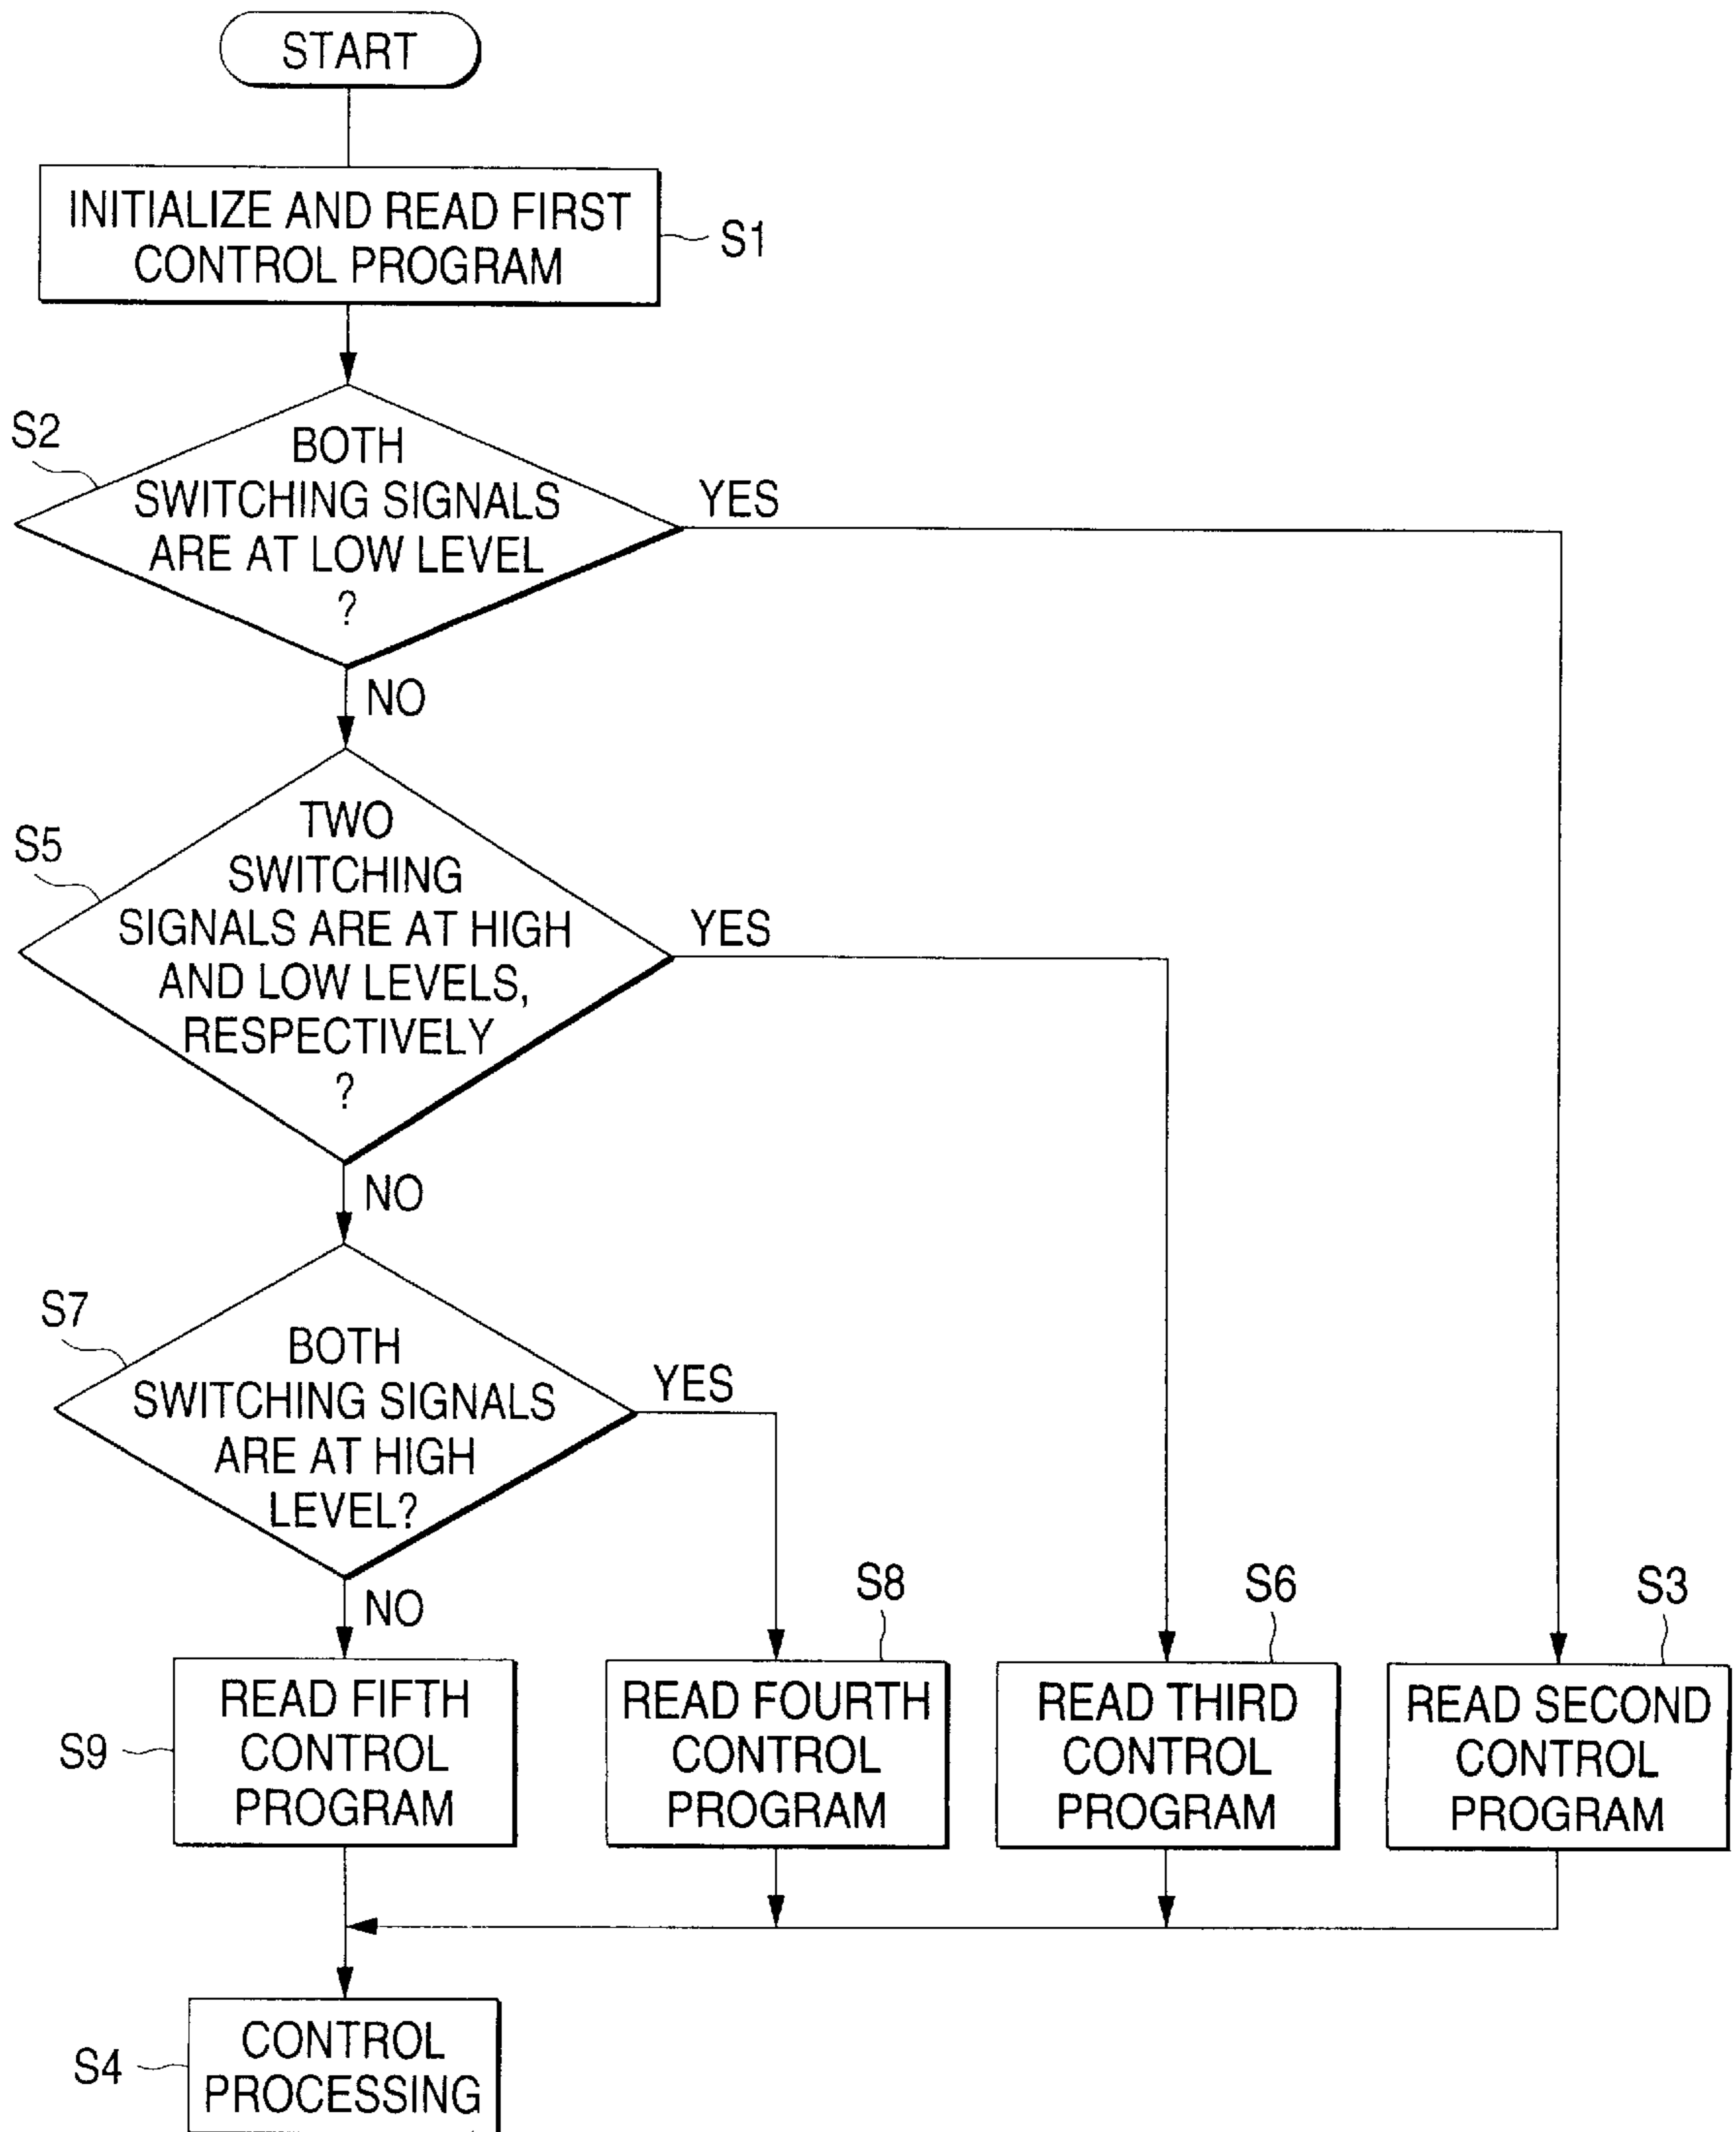 START
INITIALIZE AND READ FIRST
CONTROL PROGRAM
S1
S2
BOTH
SWITCHING SIGNALS
ARE AT LOW LEVEL
?
YES
NO
S5
TWO
SWITCHING
SIGNALS ARE AT HIGH
AND LOW LEVELS,
RESPECTIVELY
?
YES
NO
S7
BOTH
SWITCHING SIGNALS
ARE AT HIGH
LEVEL?
YES
NO
S9
READ FIFTH
CONTROL
PROGRAM
S8
READ FOURTH
CONTROL
PROGRAM
S6
READ THIRD
CONTROL
PROGRAM
S3
READ SECOND
CONTROL
PROGRAM
S4
CONTROL
PROCESSING